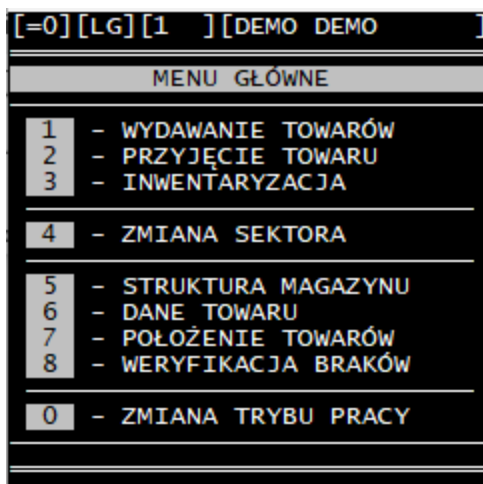 [=0][LG][1  ][DEMO DEMO      ]
MENU GŁÓWNE
1 – WYDAWANIE TOWARÓW
2 – PRZYJĘCIE TOWARU
3 – INWENTARYZACJA
4 – ZMIANA SEKTORA
5 – STRUKTURA MAGAZYNU
6 – DANE TOWARU
7 – POŁOŻENIE TOWARÓW
8 – WERYFIKACJA BRAKÓW
0 – ZMIANA TRYBU PRACY